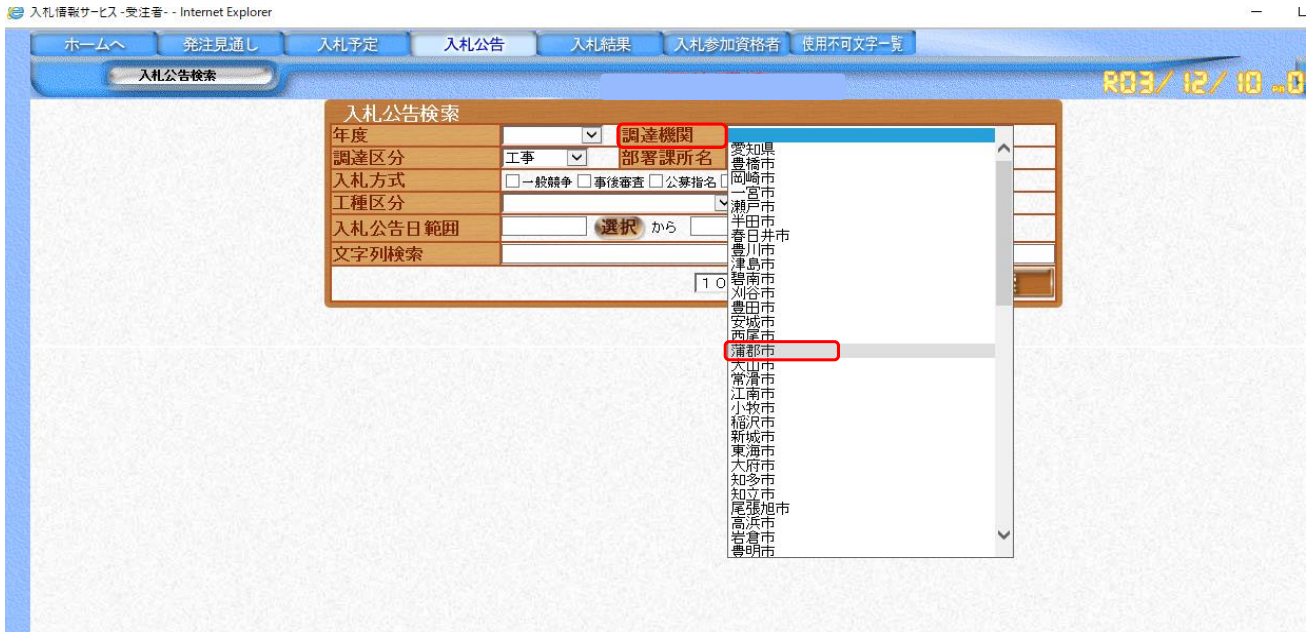 入札情報サービス -受注者- - Internet Explorer
ホームへ 発注見通し 入札予定 入札公告 入札結果 入札参加資格者 使用不可文字一覧
入札公告検索
R03/12/10
入札公告検索
年度 調達機関
調達区分 工事 部署課所名
入札方式 一般競争 事後審査 公募指名
工種区分
入札公告日範囲 選択 から
文字列検索
10
愛知県
豊橋市
岡崎市
一宮市
瀬戸市
半田市
春日井市
豊川市
津島市
碧南市
刈谷市
豊田市
安城市
西尾市
蒲郡市
犬山市
常滑市
江南市
小牧市
稲沢市
新城市
東海市
大府市
知多市
知立市
尾張旭市
高浜市
岩倉市
豊明市